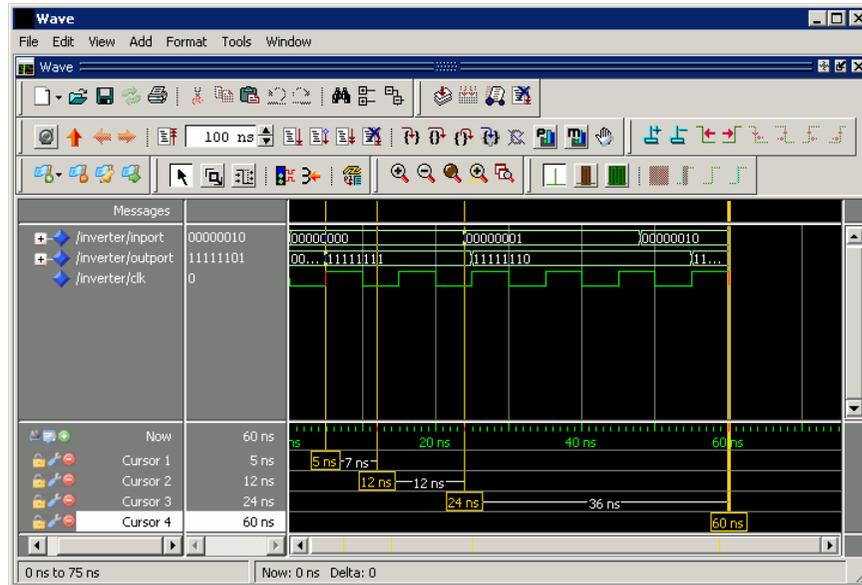 Wave
File Edit View Add Format Tools Window
Wave
100 ns
Messages
/inverter/inport 00000010 00000000 00000001 00000010
/inverter/outport 11111101 00... 11111111 11111110 11...
/inverter/clk 0
Now 60 ns ns 20 ns 40 ns 60 ns
Cursor 1 5 ns 5 ns 7 ns
Cursor 2 12 ns 12 ns 12 ns
Cursor 3 24 ns 24 ns 36 ns
Cursor 4 60 ns 60 ns
0 ns to 75 ns Now: 0 ns Delta: 0